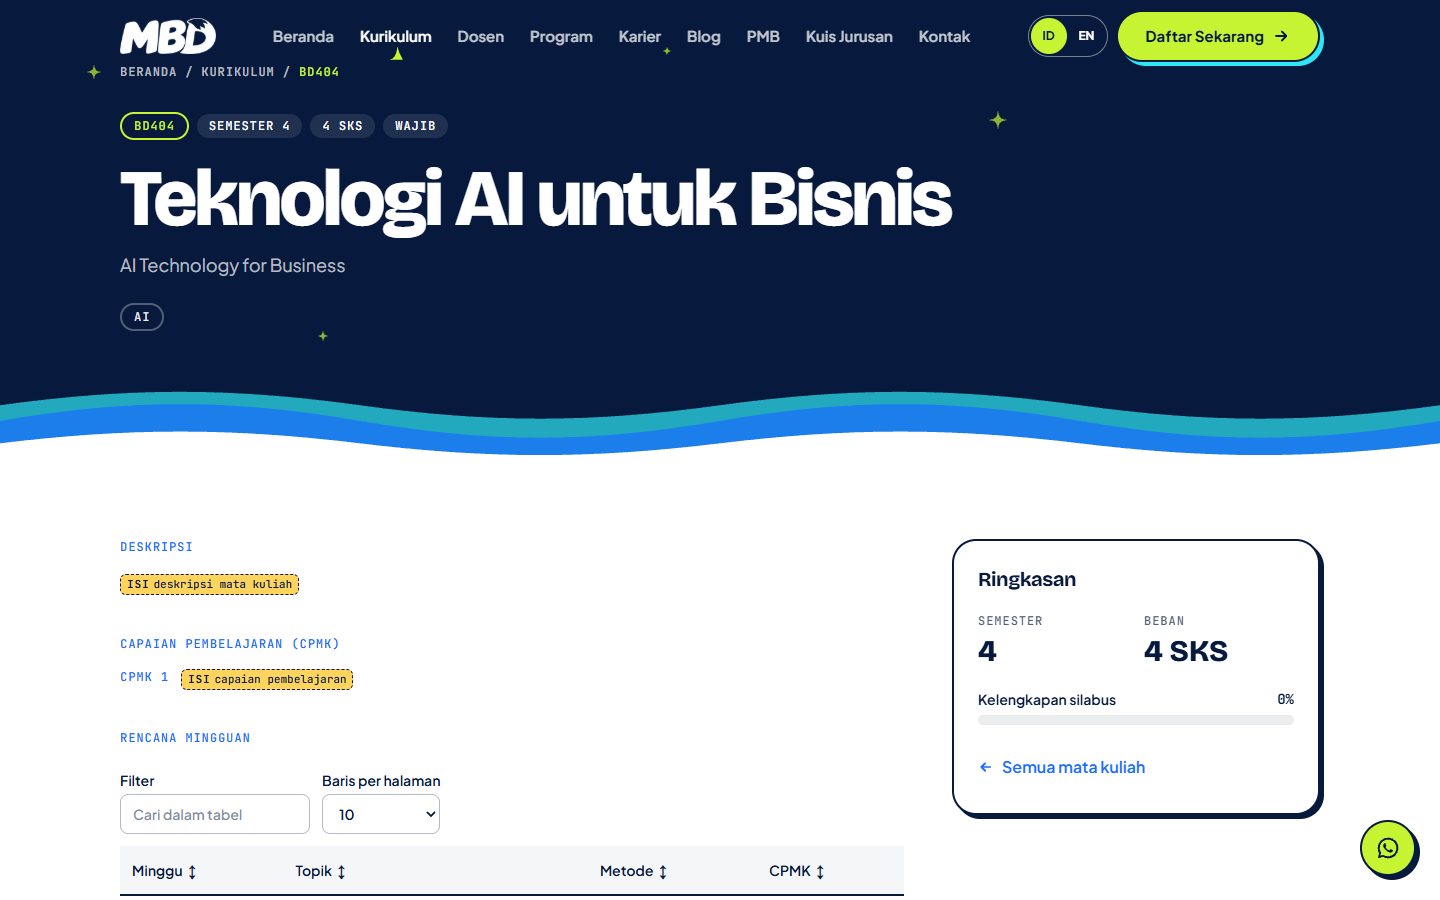 MBD
Beranda Kurikulum Dosen Program Karier Blog PMB Kuis Jurusan Kontak
ID EN
Daftar Sekarang →
BERANDA / KURIKULUM / BD404
BD404 SEMESTER 4 4 SKS WAJIB
Teknologi AI untuk Bisnis
AI Technology for Business
AI
DESKRIPSI
ISI deskripsi mata kuliah
CAPAIAN PEMBELAJARAN (CPMK)
CPMK 1 ISI capaian pembelajaran
RENCANA MINGGUAN
Filter Baris per halaman
Cari dalam tabel 10
Minggu ↕ Topik ↕ Metode ↕ CPMK ↕
Ringkasan
SEMESTER BEBAN
4 4 SKS
Kelengkapan silabus 0%
← Semua mata kuliah